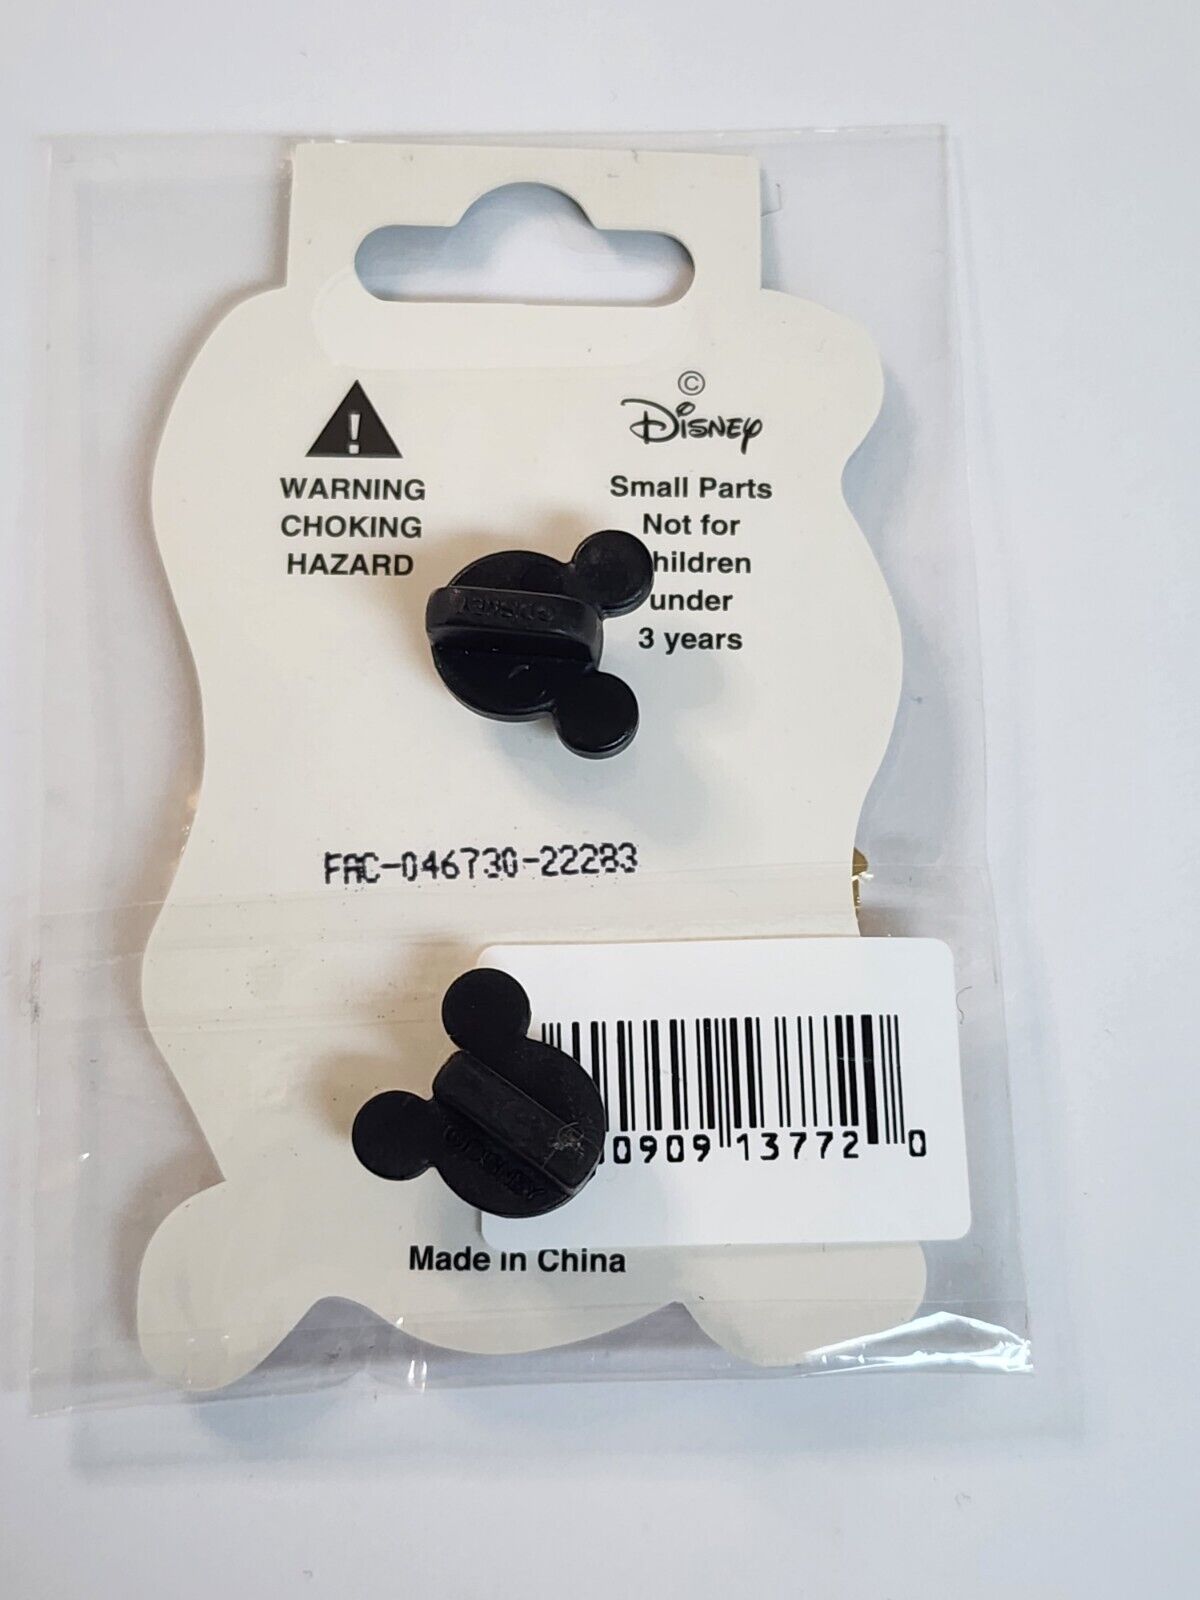 WARNING
CHOKING
HAZARD
©
Disney
Small Parts
Not for
hildren
under
3 years
FAC-046730-22283
0909 13772 0
Made in China